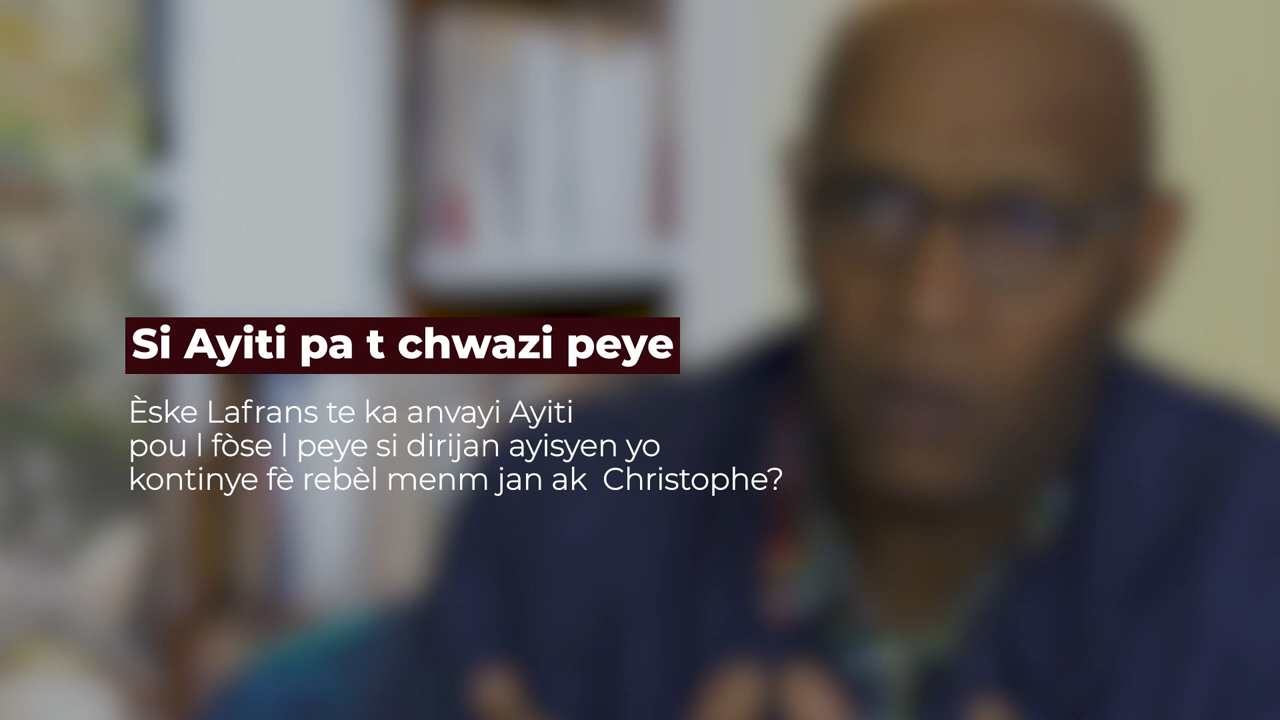 Si Ayiti pa t chwazi peye
Èske Lafrans te ka anvayi Ayiti
pou l fòse l peye si dirijan ayisyen yo
kontinye fè rebèl menm jan ak  Christophe?